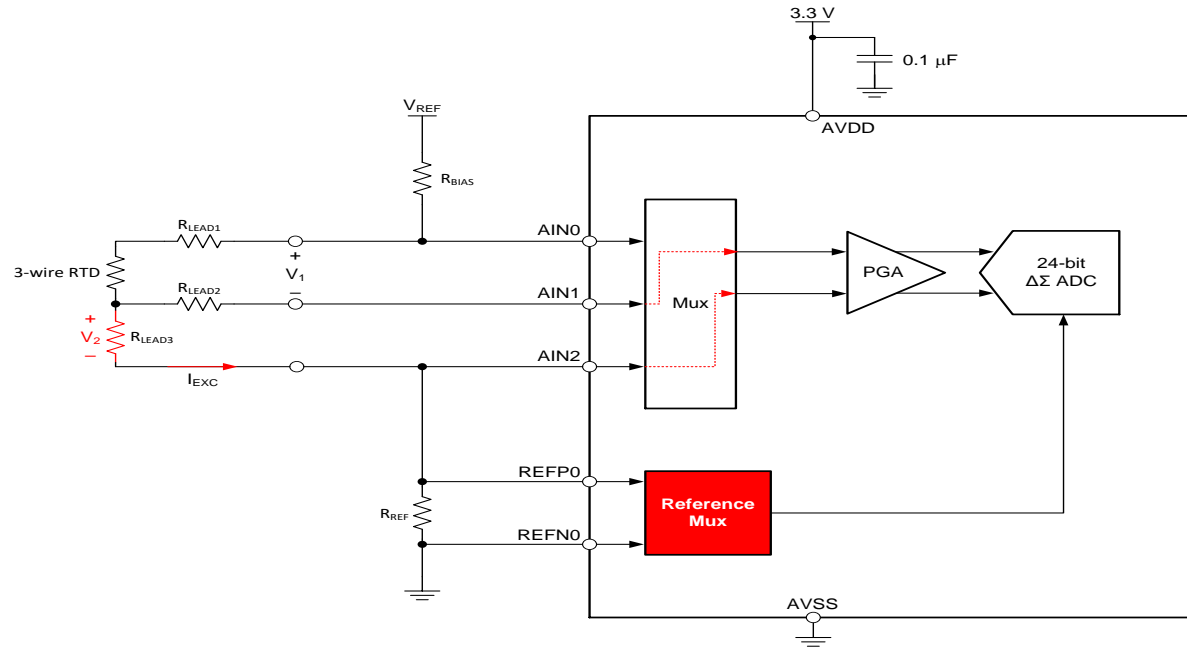 3.3 V
0.1 μF
VREF
AVDD
RBIAS
RLEAD1
AIN0
3-wire RTD
+
V1
–
PGA
24-bit
ΔΣ ADC
RLEAD2
AIN1
Mux
+
V2
–
RLEAD3
AIN2
IEXC
REFP0
Reference
Mux
RREF
REFN0
AVSS